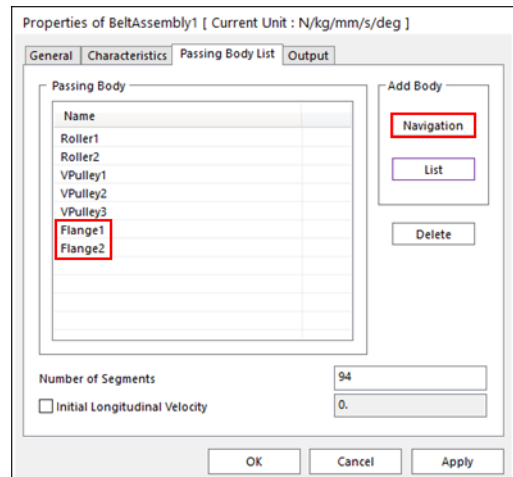 Properties of BeltAssembly1 [ Current Unit : N/kg/mm/s/deg ]
General Characteristics Passing Body List Output
Passing Body
Add Body
Name
Navigation
Roller1
Roller2
List
VPulley1
VPulley2
VPulley3
Flange1
Delete
Flange2
Number of Segments 94
Initial Longitudinal Velocity 0.
OK Cancel Apply